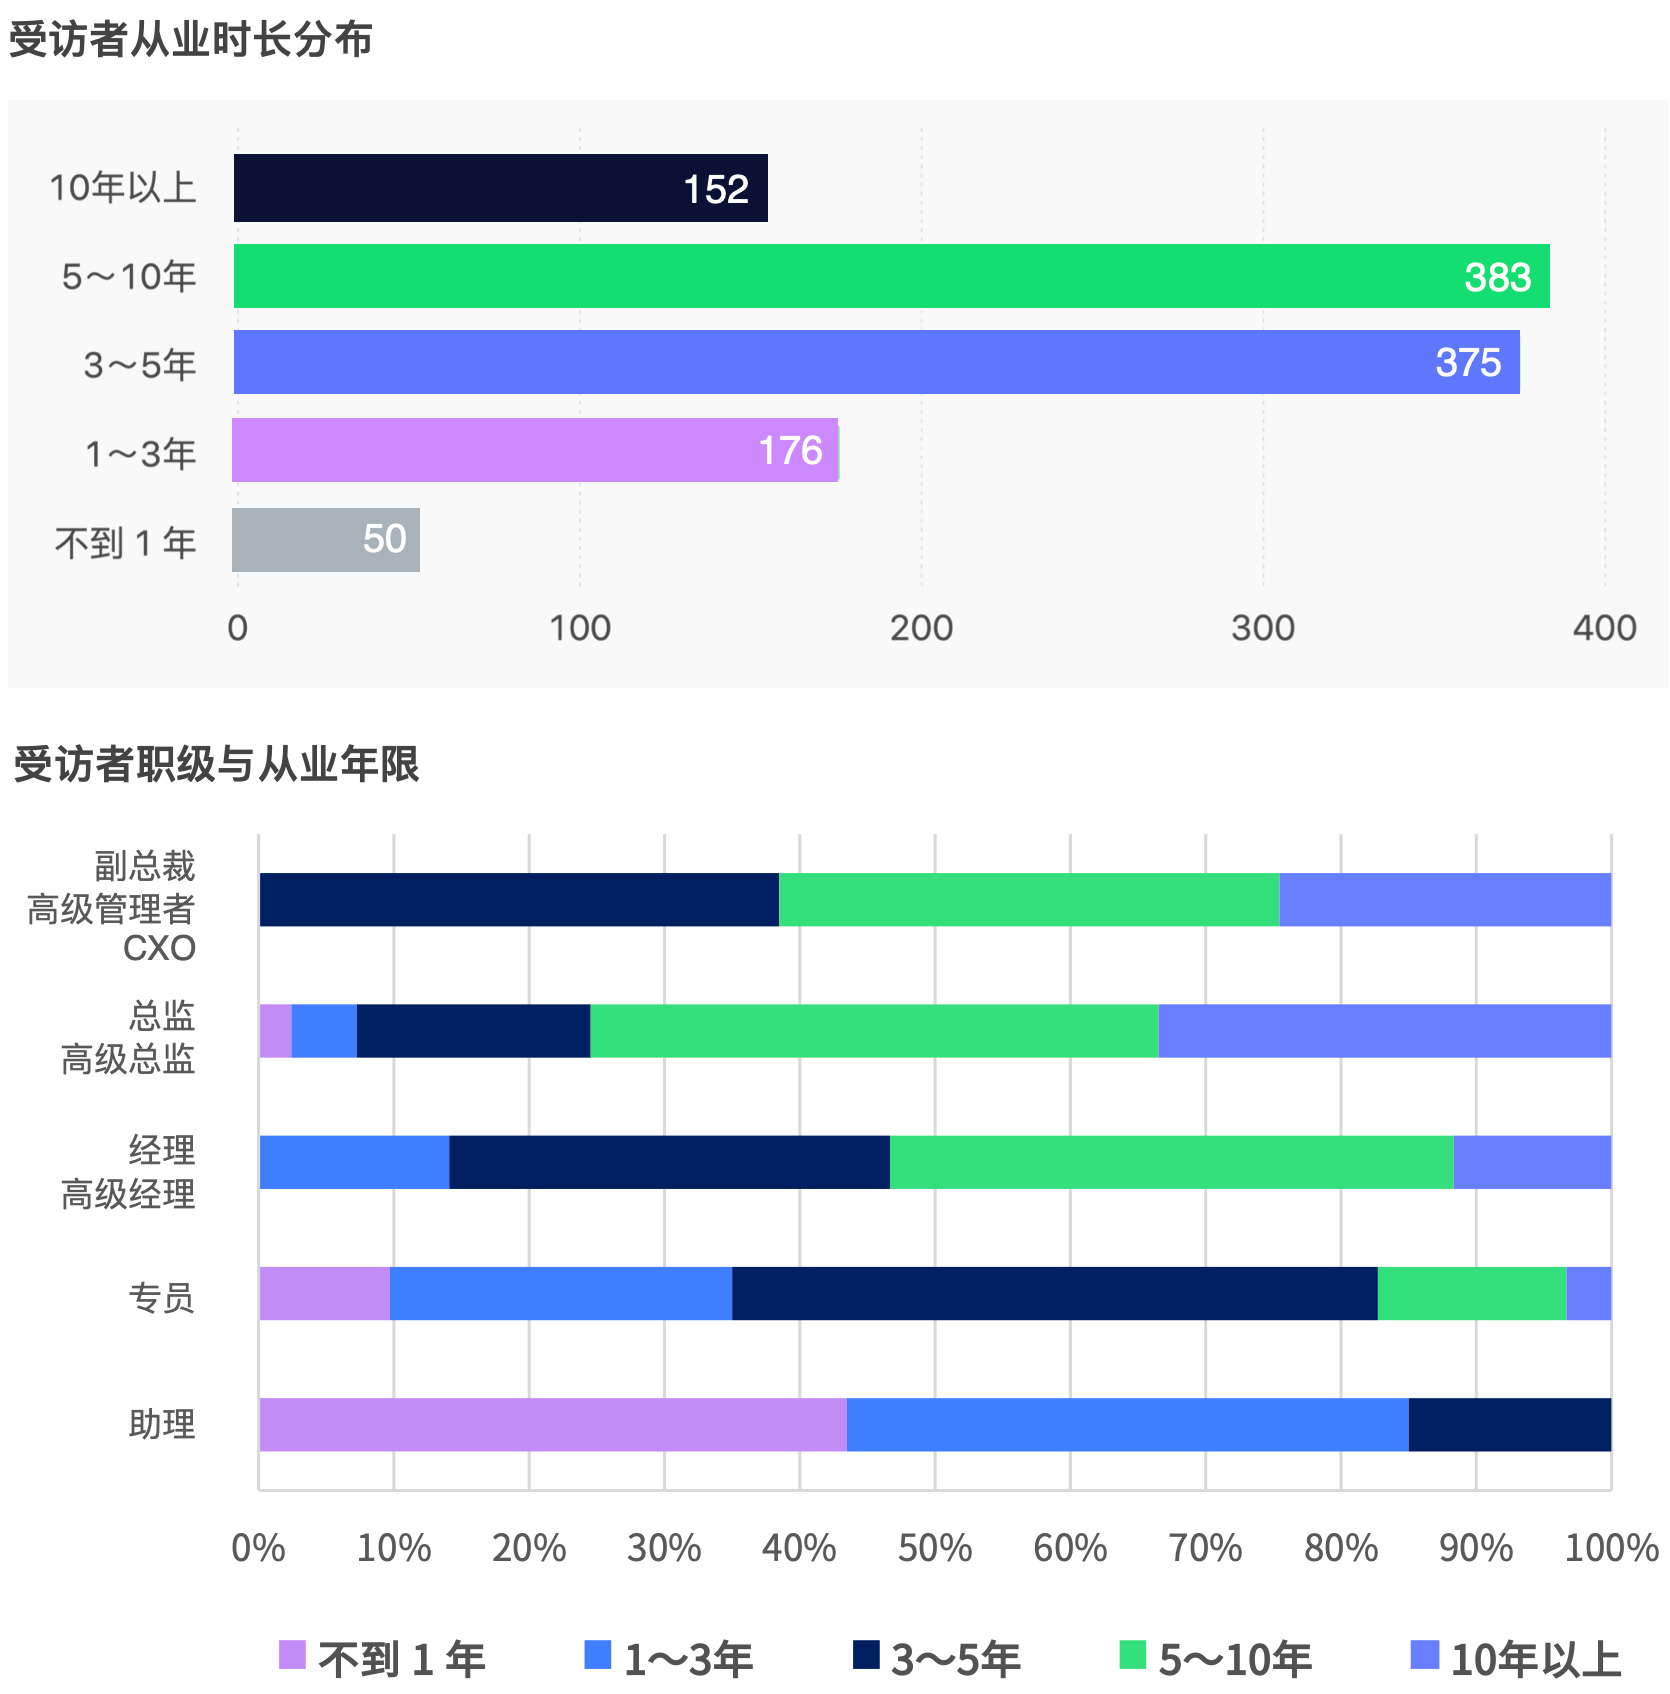 受访者从业时长分布
10年以上
152
5～10年
383
3～5年
375
1～3年
176
不到 1 年
50
0 100 200 300 400
受访者职级与从业年限
副总裁
高级管理者
CXO
总监
高级总监
经理
高级经理
专员
助理
0% 10% 20% 30% 40% 50% 60% 70% 80% 90% 100%
不到 1 年 1～3年 3～5年 5～10年 10年以上